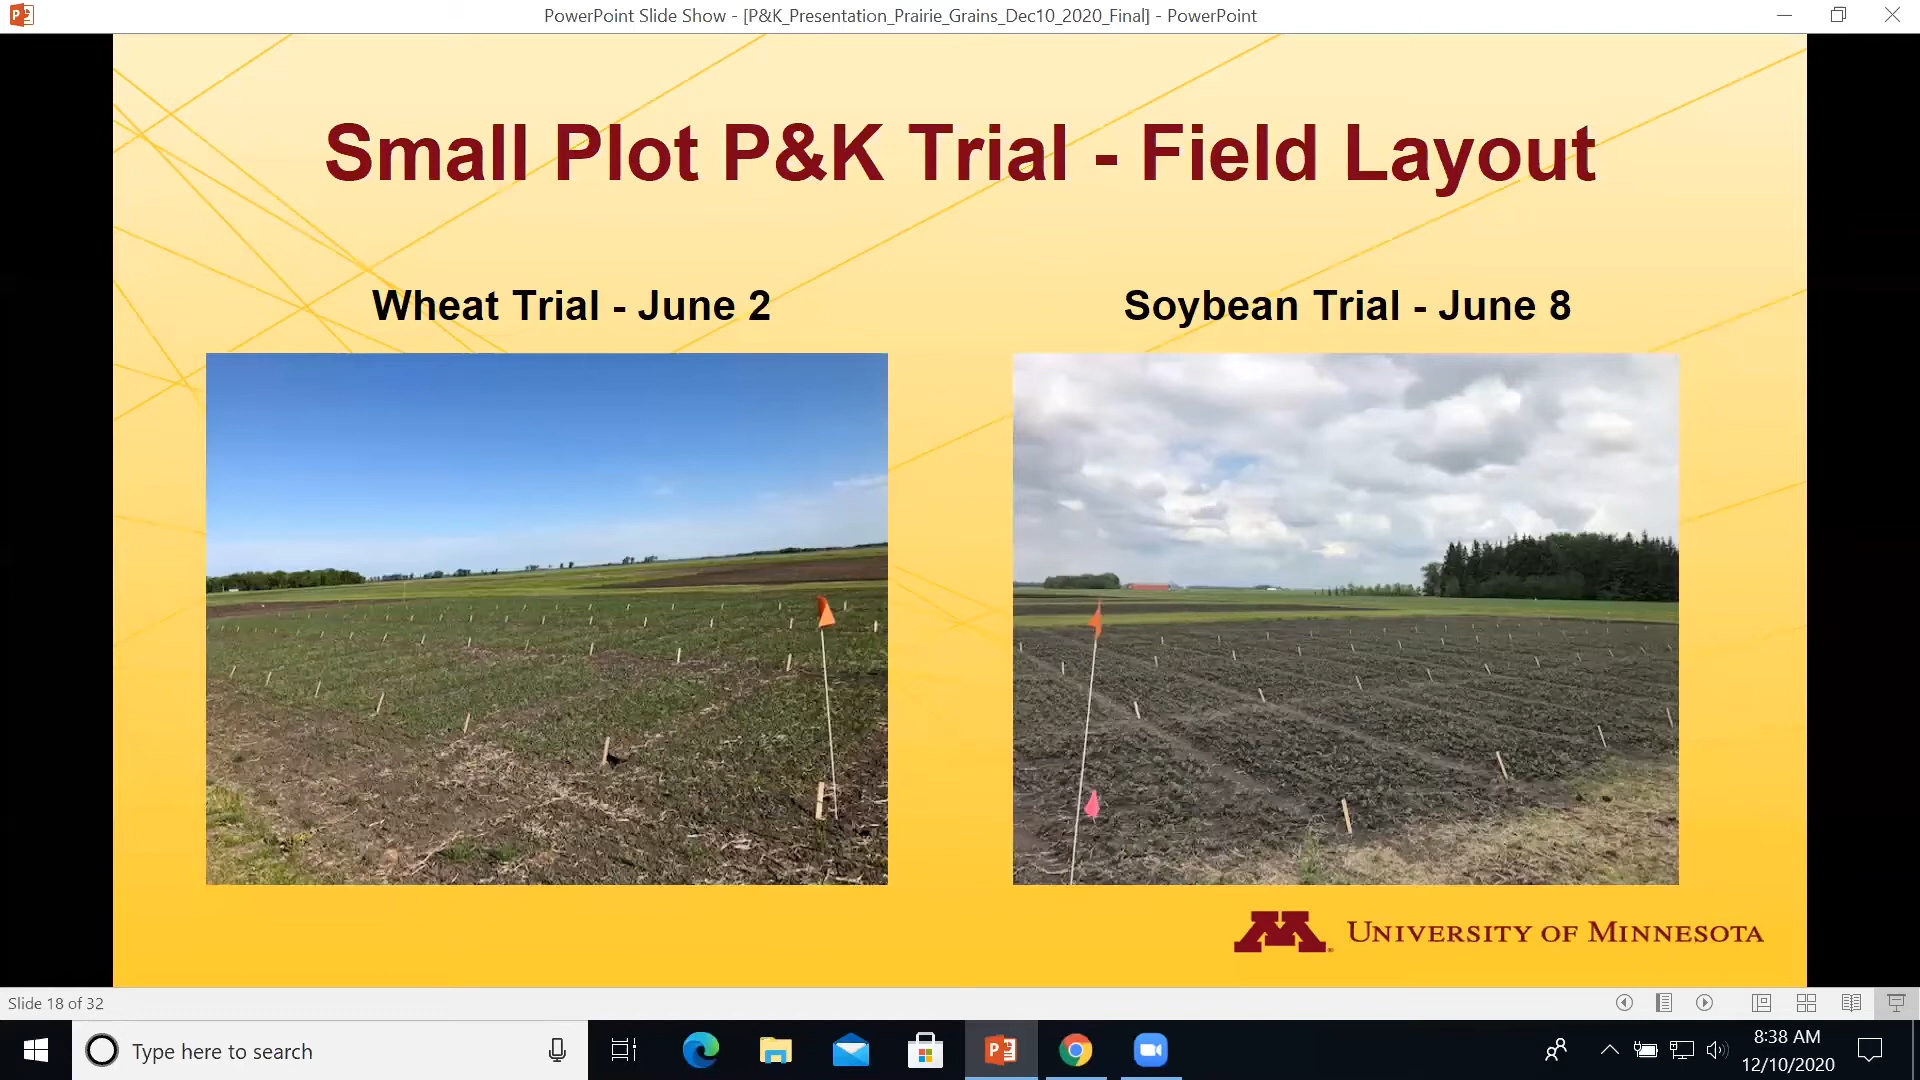 PowerPoint Slide Show - [P&K_Presentation_Prairie_Grains_Dec10_2020_Final] - PowerPoint
Small Plot P&K Trial - Field Layout
Wheat Trial - June 2
Soybean Trial - June 8
UNIVERSITY OF MINNESOTA
Slide 18 of 32
Type here to search
8:38 AM
12/10/2020